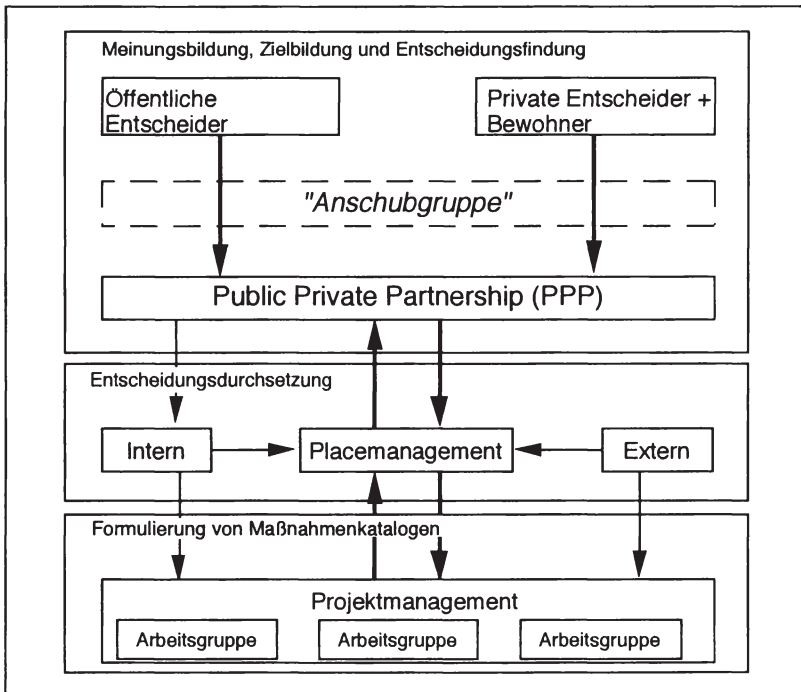 Meinungsbildung, Zielbildung und Entscheidungsfindung
Öffentliche
Entscheider
Private Entscheider +
Bewohner
"Anschubgruppe"
Public Private Partnership (PPP)
Entscheidungsdurchsetzung
Intern
Placemanagement
Extern
Formulierung von Maßnahmenkatalogen
Projektmanagement
Arbeitsgruppe
Arbeitsgruppe
Arbeitsgruppe